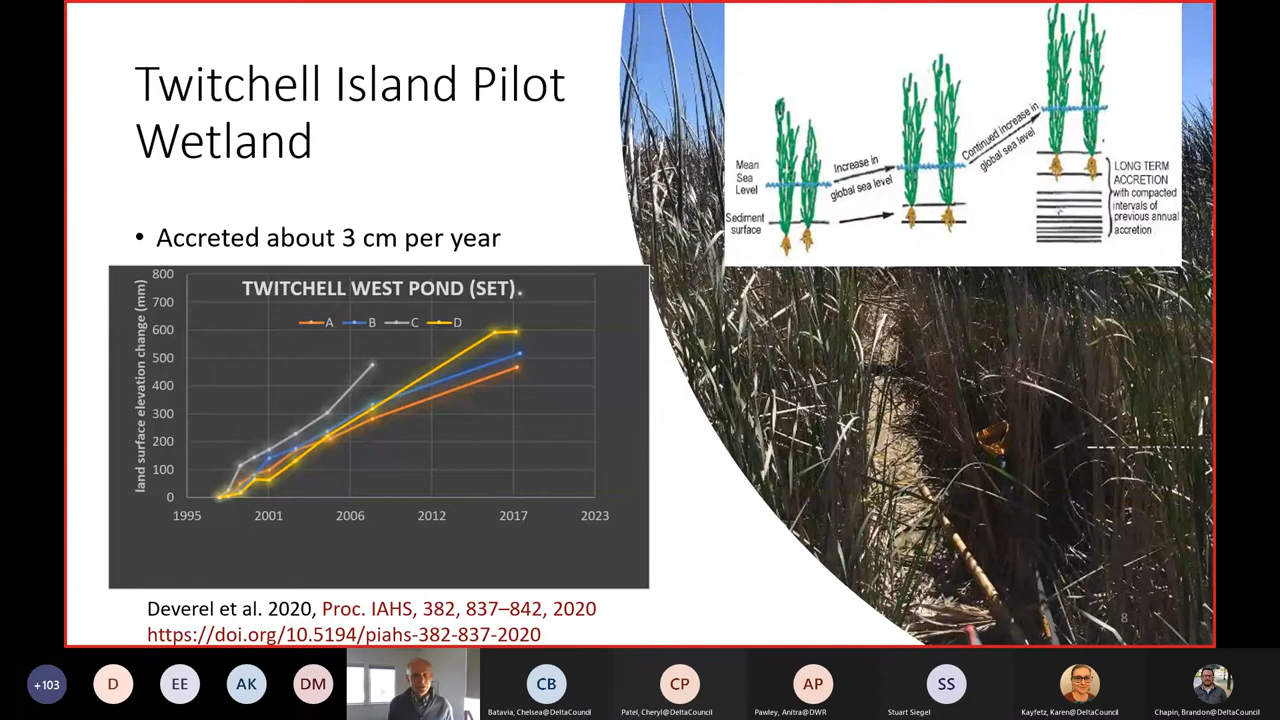 Twitchell Island Pilot
Wetland
• Accreted about 3 cm per year
TWITCHELL WEST POND (SET).
A B C D
land surface elevation change (mm)
800
700
600
500
400
300
200
100
0
1995 2001 2006 2012 2017 2023
Deverel et al. 2020, Proc. IAHS, 382, 837–842, 2020
https://doi.org/10.5194/piahs-382-837-2020
Mean
Sea
Level
Sediment
surface
Increase in
global sea level
Continued increase in
global sea level
LONG TERM
ACCRETION
with compacted
intervals of
previous annual
accretion
8
+103
D
EE
AK
DM
CB
Batavia, Chelsea@DeltaCouncil
CP
Patel, Cheryl@DeltaCouncil
AP
Pawley, Anitra@DWR
SS
Stuart Siegel
Kayfetz, Karen@DeltaCouncil
Chapin, Brandon@DeltaCouncil